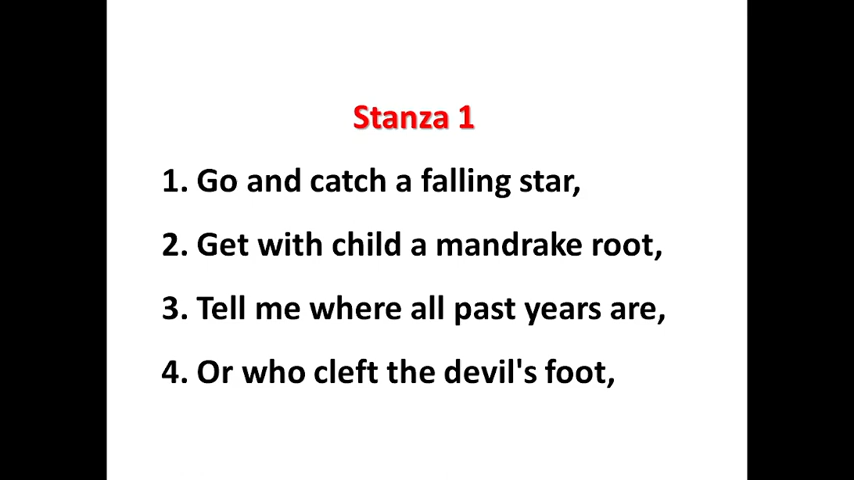 Stanza 1
1. Go and catch a falling star,
2. Get with child a mandrake root,
3. Tell me where all past years are,
4. Or who cleft the devil's foot,